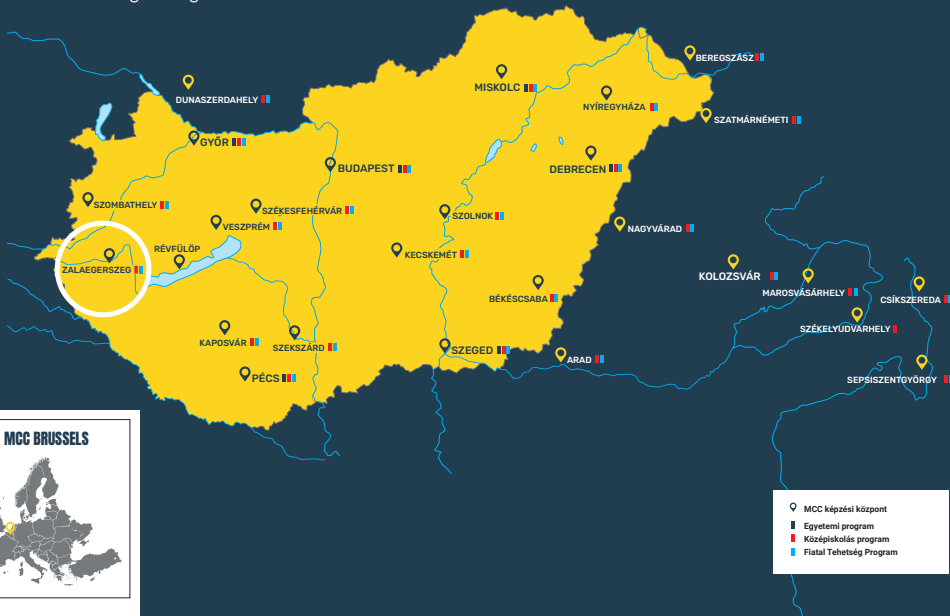 BEREGSZÁSZ
MISKOLC
DUNASZERDAHELY
NYÍREGYHÁZA
SZATMÁRNÉMETI
GYŐR
BUDAPEST
DEBRECEN
SZOMBATHELY
SZÉKESFEHÉRVÁR
SZOLNOK
VESZPRÉM
NAGYVÁRAD
RÉVFÜLÖP
KECSKEMÉT
ZALAEGERSZEG
KOLOZSVÁR
MAROSVÁSÁRHELY
BÉKÉSCSABA
CSÍKSZEREDA
SZÉKELYUDVARHELY
KAPOSVÁR
SZEKSZÁRD
SZEGED
ARAD
PÉCS
SEPSISZENTGYÖRGY
MCC BRUSSELS
MCC képzési központ
Egyetemi program
Középiskolás program
Fiatal Tehetség Program